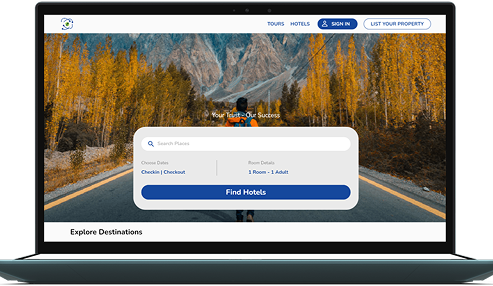 TOURS HOTELS SIGN IN LIST YOUR PROPERTY
Your Trust - Our Success
Search Places
Choose Dates Room Details
Checkin | Checkout 1 Room - 1 Adult
Find Hotels
Explore Destinations